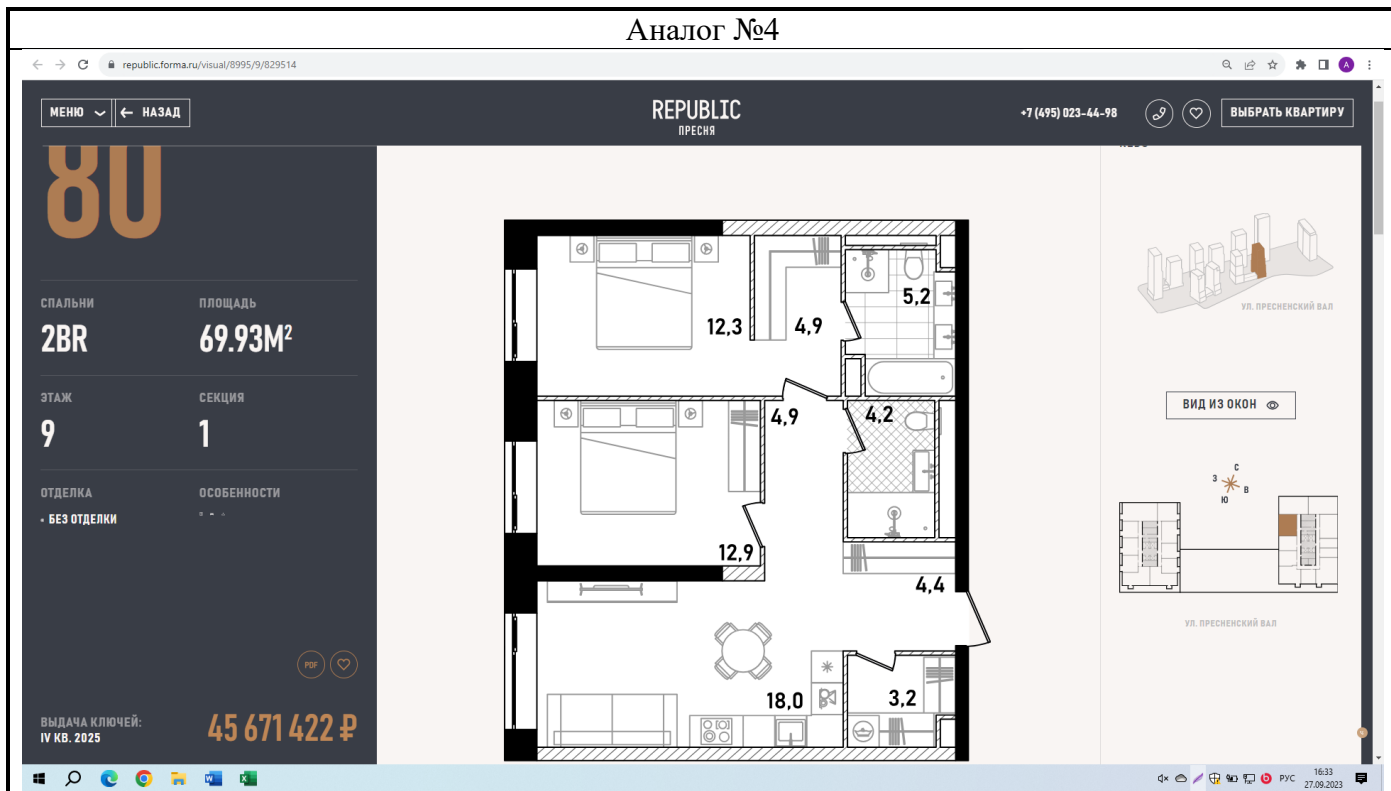 Аналог №4
republic.forma.ru/visual/8995/9/829514
МЕНЮ
НАЗАД
REPUBLIC
ПРЕСНЯ
+7 (495) 023-44-98
ВЫБРАТЬ КВАРТИРУ
80
СПАЛЬНИ
ПЛОЩАДЬ
2BR
69.93М²
ЭТАЖ
СЕКЦИЯ
9
1
ОТДЕЛКА
ОСОБЕННОСТИ
• БЕЗ ОТДЕЛКИ
PDF
ВЫДАЧА КЛЮЧЕЙ:
IV КВ. 2025
45 671 422 ₽
12,3
4,9
5,2
4,9
4,2
12,9
4,4
18,0
3,2
УЛ. ПРЕСНЕНСКИЙ ВАЛ
ВИД ИЗ ОКОН
С
З
В
Ю
УЛ. ПРЕСНЕНСКИЙ ВАЛ
РУС
16:33
27.09.2023